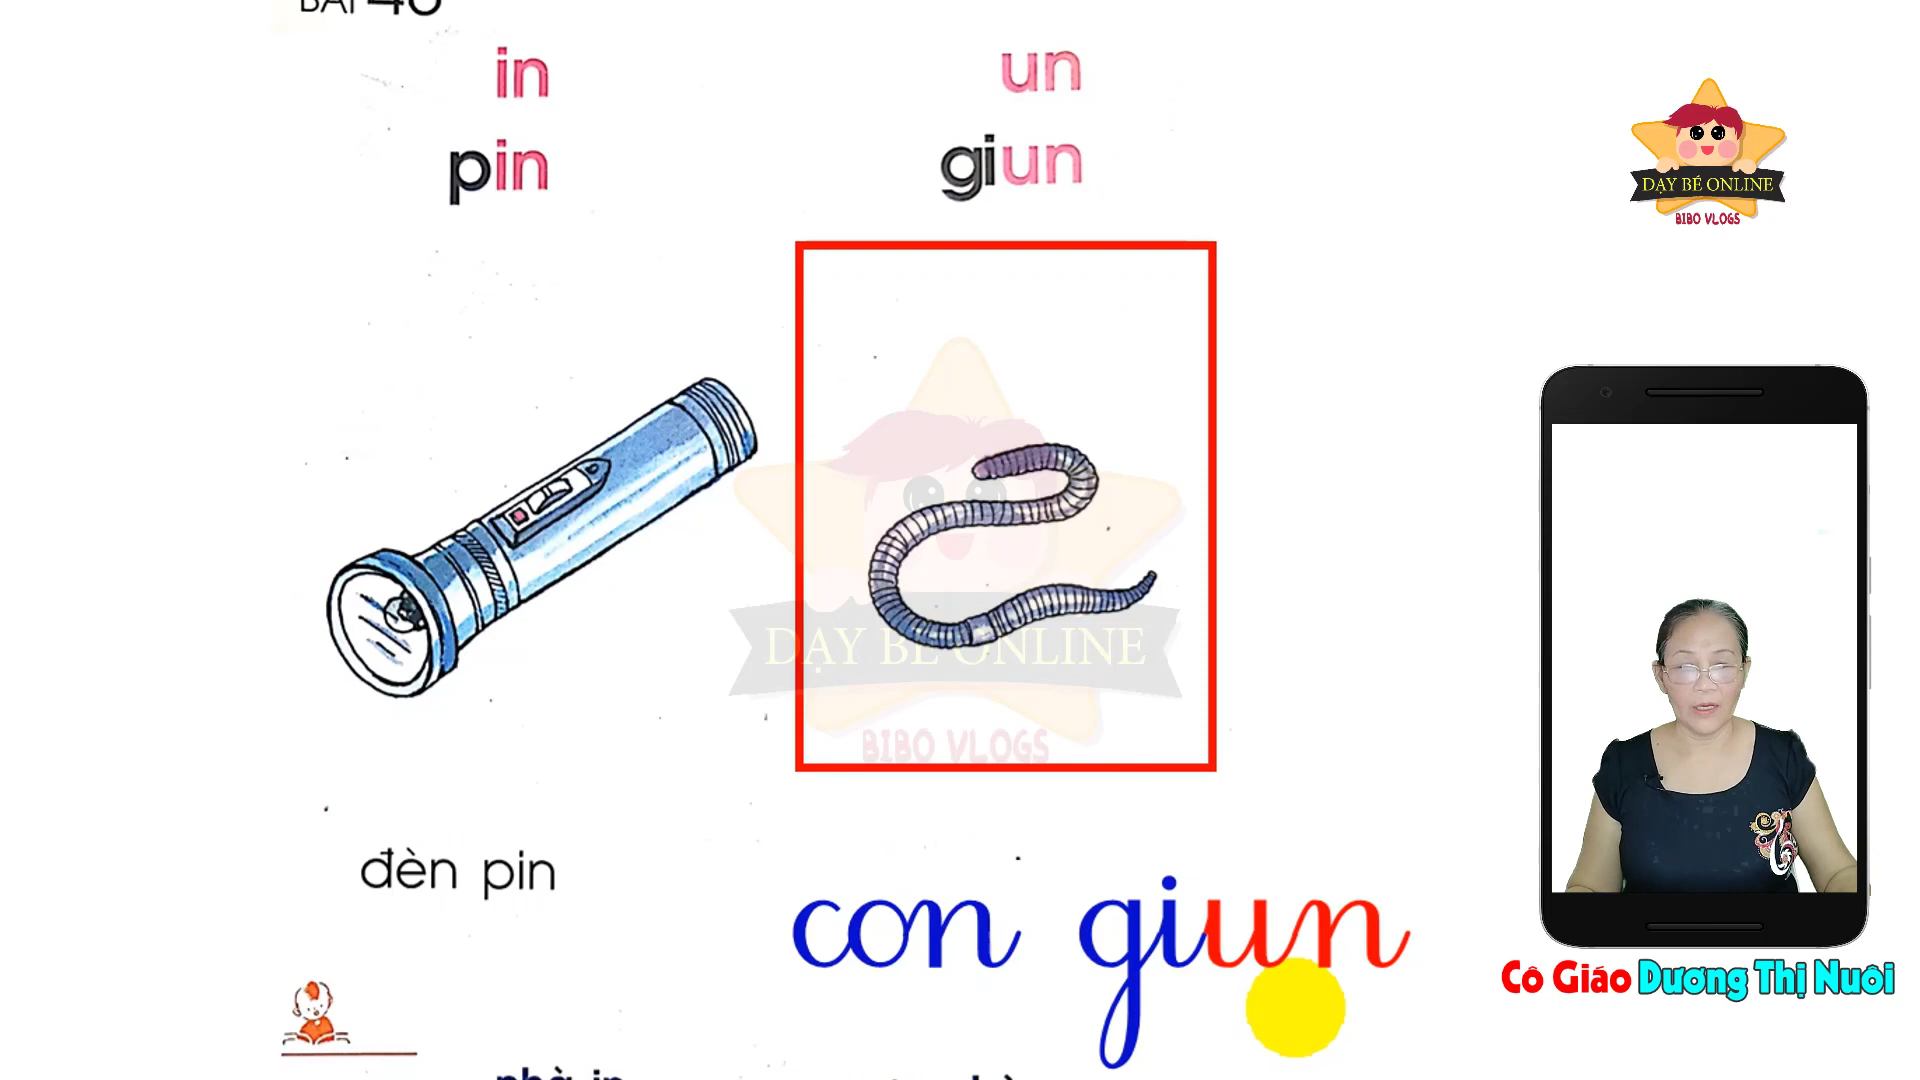 in un
pin giun
DẠY BÉ ONLINE
BIBO VLOGS
DẠY BÉ ONLINE
BIBO VLOGS
đèn pin
con giun
Cô Giáo Dương Thị Nuôi